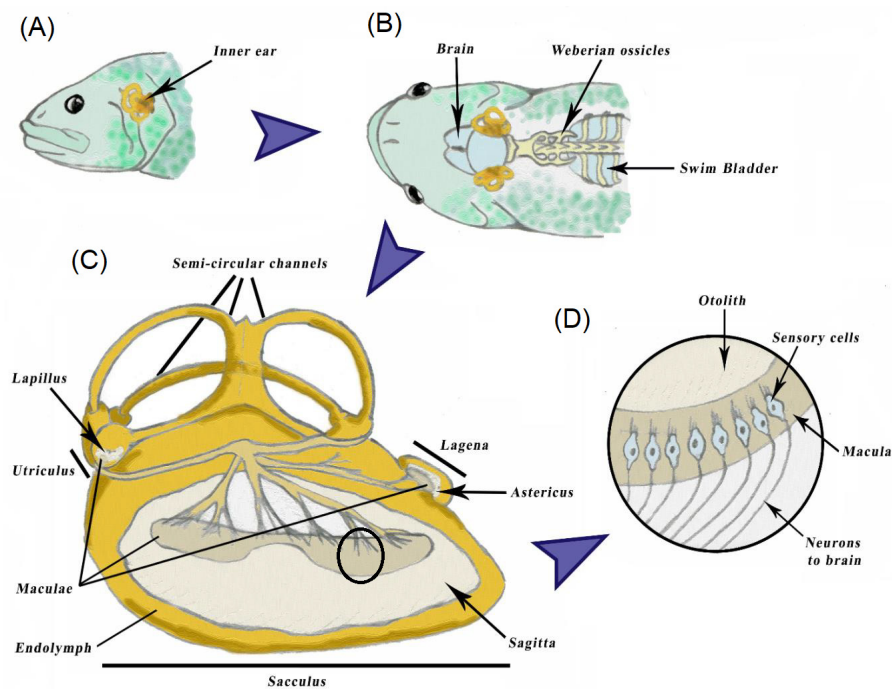 (A)
Inner ear
(B)
Brain
Weberian ossicles
Swim Bladder
(C)
Semi-circular channels
Lapillus
Utriculus
Lagena
Astericus
Maculae
Endolymph
Sagitta
Sacculus
(D)
Otolith
Sensory cells
Macula
Neurons
to brain